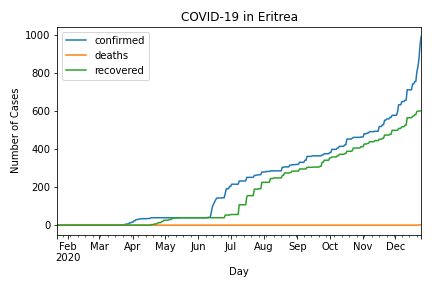 COVID-19 in Eritrea
confirmed
deaths
recovered
1000
800
600
400
200
0
Number of Cases
Feb Mar Apr May Jun Jul Aug Sep Oct Nov Dec
2020
Day